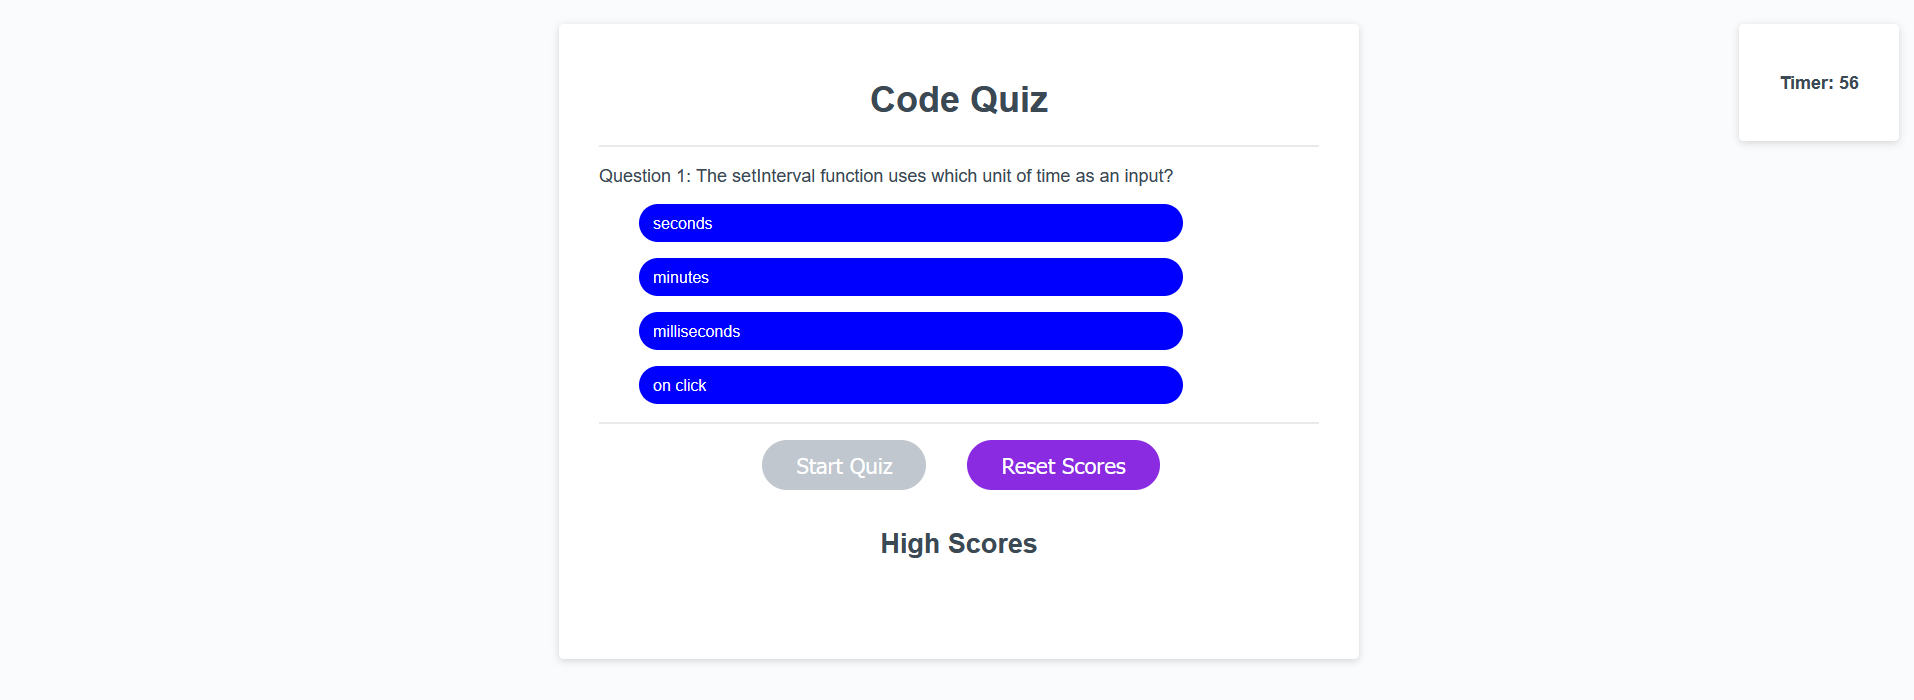 Code Quiz
Timer: 56
Question 1: The setInterval function uses which unit of time as an input?
seconds
minutes
milliseconds
on click
Start Quiz
Reset Scores
High Scores